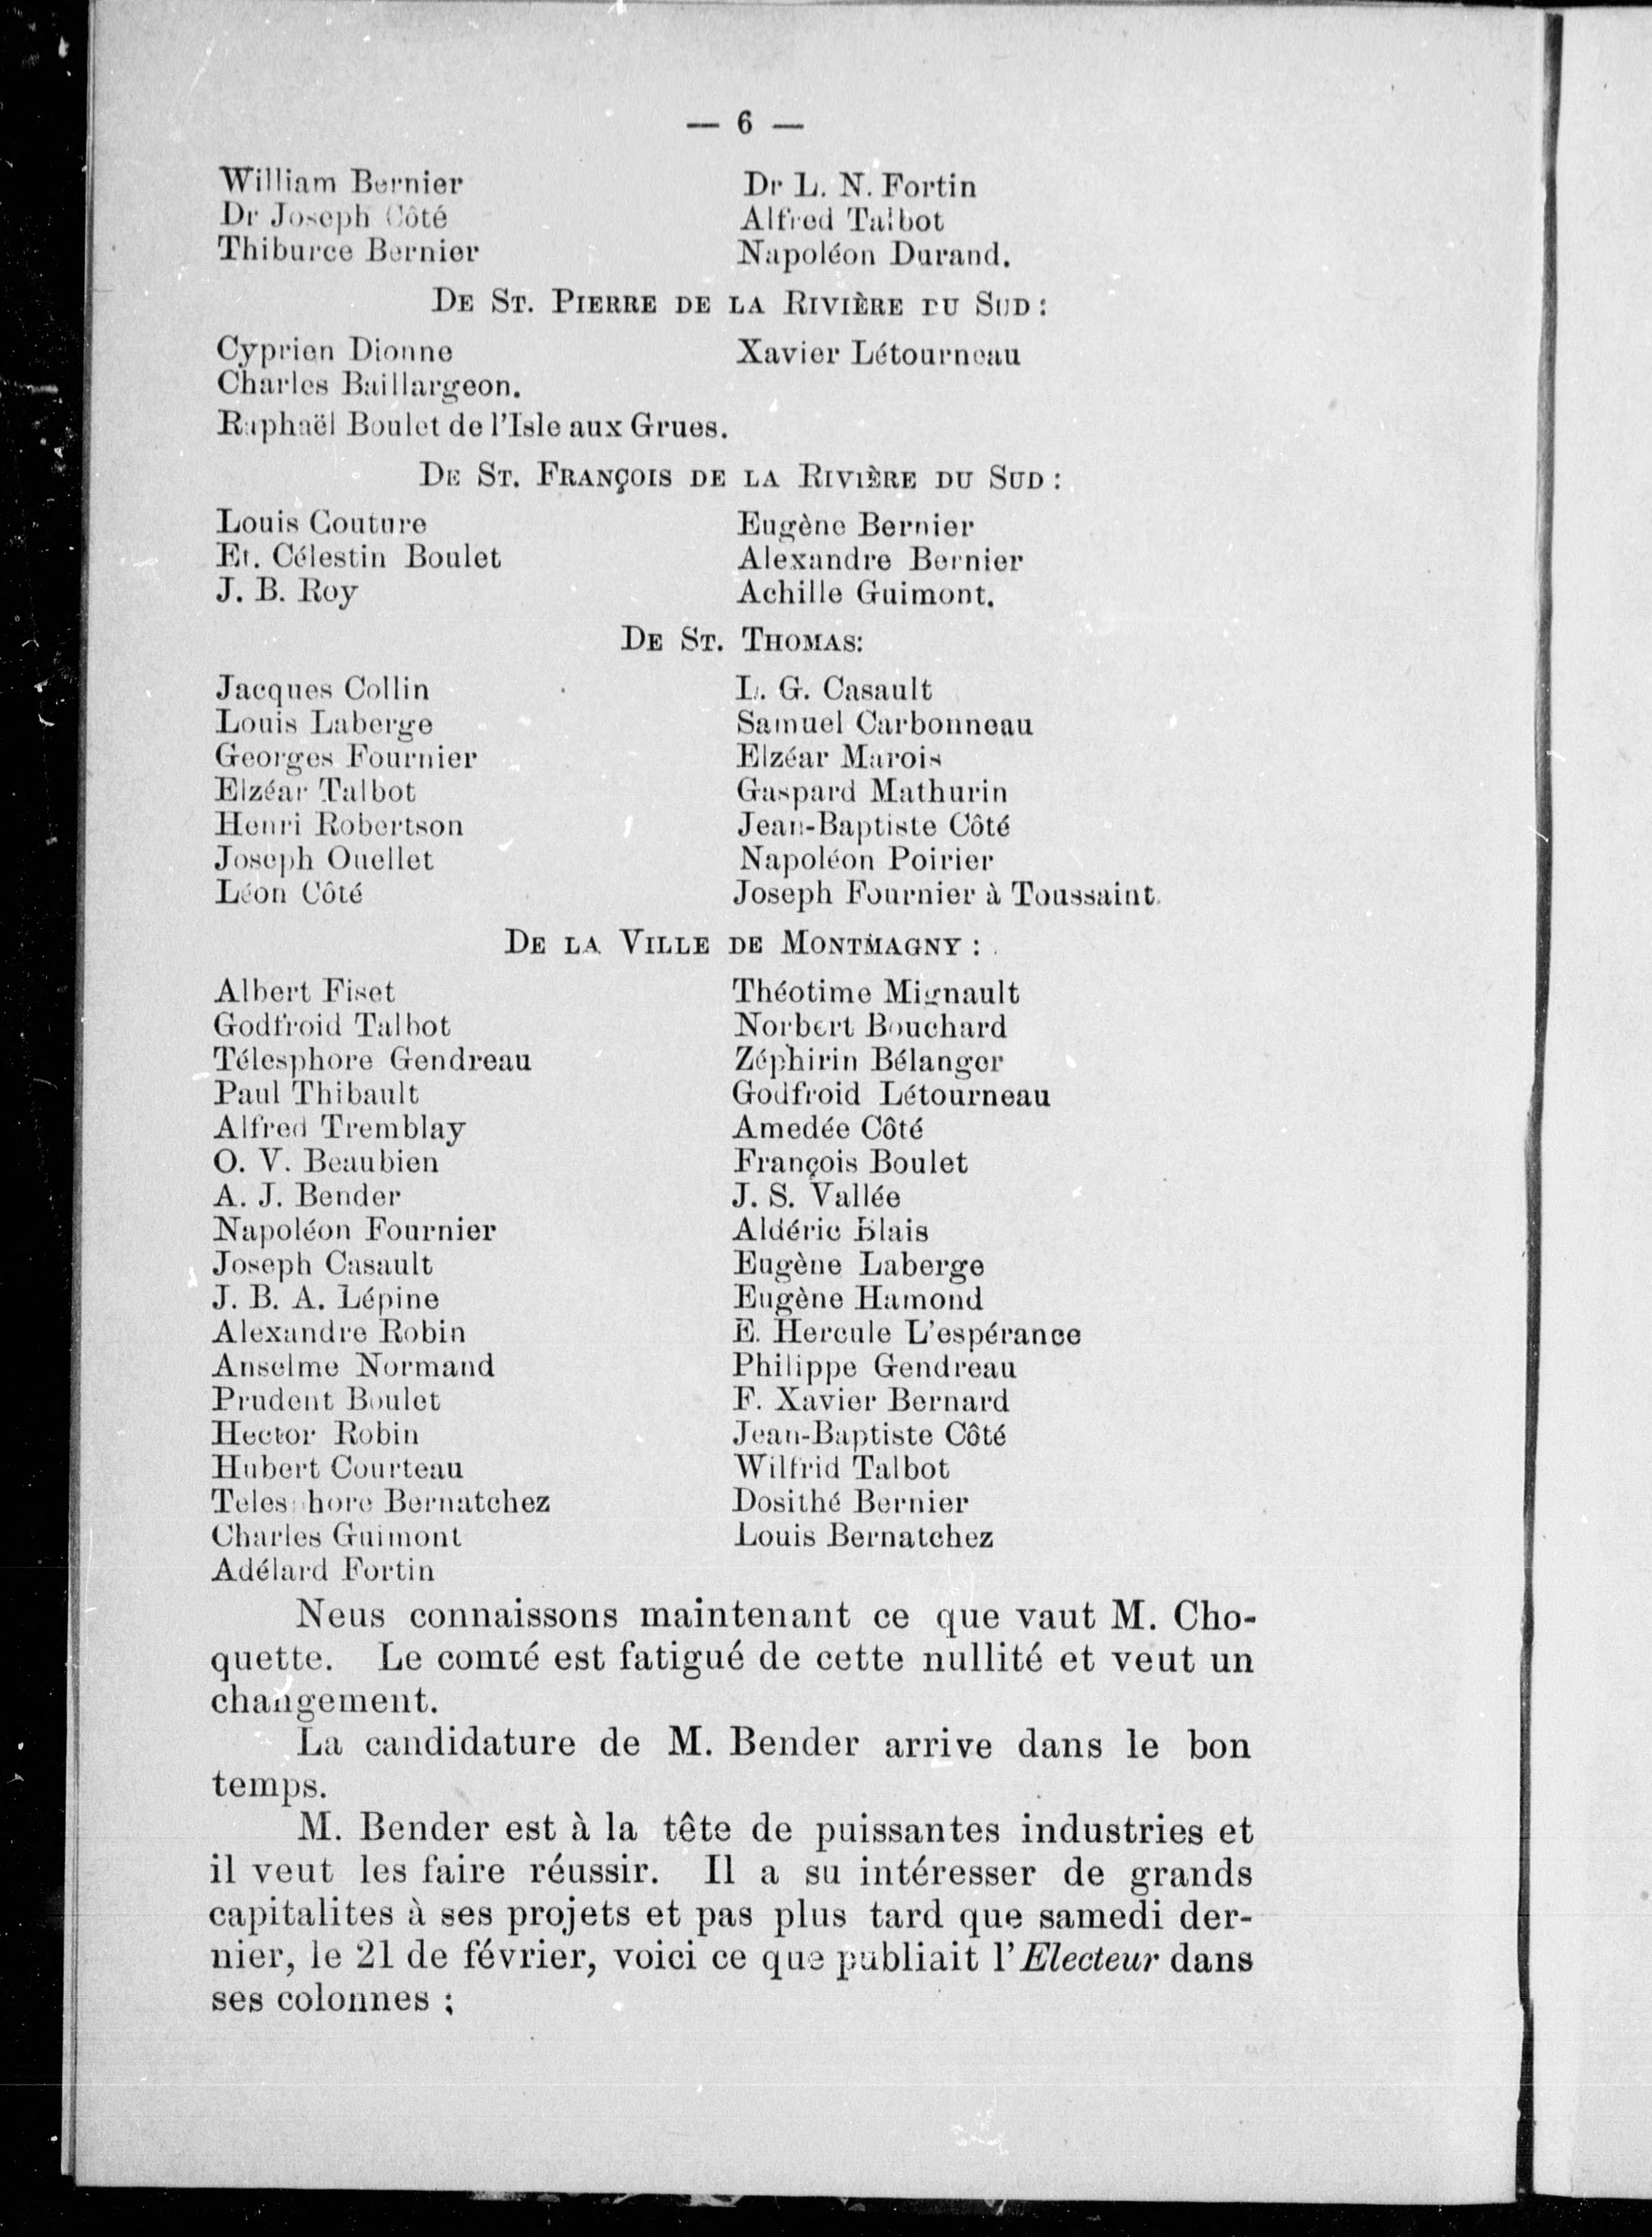 — 6 —
William Bernier
Dr Joseph Côté
Thiburce Bernier
Dr L. N. Fortin
Alfred Talbot
Napoléon Durand.
DE ST. PIERRE DE LA RIVIÈRE DU SUD :
Cyprien Dionne
Charles Baillargeon.
Xavier Létourneau
Raphaël Boulet de l'Isle aux Grues.
DE ST. FRANÇOIS DE LA RIVIÈRE DU SUD :
Louis Couture
Et. Célestin Boulet
J. B. Roy
Eugène Bernier
Alexandre Bernier
Achille Guimont.
DE ST. THOMAS:
Jacques Collin
Louis Laberge
Georges Fournier
Elzéar Talbot
Henri Robertson
Joseph Ouellet
Léon Côté
L. G. Casault
Samuel Carbonneau
Elzéar Marois
Gaspard Mathurin
Jean-Baptiste Côté
Napoléon Poirier
Joseph Fournier à Toussaint.
DE LA VILLE DE MONTMAGNY :
Albert Fiset
Godfroid Talbot
Télesphore Gendreau
Paul Thibault
Alfred Tremblay
O. V. Beaubien
A. J. Bender
Napoléon Fournier
Joseph Casault
J. B. A. Lépine
Alexandre Robin
Anselme Normand
Prudent Boulet
Hector Robin
Hubert Courteau
Telesphore Bernatchez
Charles Guimont
Adélard Fortin
Théotime Mignault
Norbert Bouchard
Zéphirin Bélanger
Godfroid Létourneau
Amedée Côté
François Boulet
J. S. Vallée
Aldéric Blais
Eugène Laberge
Eugène Hamond
E. Hercule L'espérance
Philippe Gendreau
F. Xavier Bernard
Jean-Baptiste Côté
Wilfrid Talbot
Dosithé Bernier
Louis Bernatchez
Neus connaissons maintenant ce que vaut M. Cho-
quette. Le comté est fatigué de cette nullité et veut un
changement.
La candidature de M. Bender arrive dans le bon
temps.
M. Bender est à la tête de puissantes industries et
il veut les faire réussir. Il a su intéresser de grands
capitalites à ses projets et pas plus tard que samedi der-
nier, le 21 de février, voici ce que publiait l'Electeur dans
ses colonnes ;